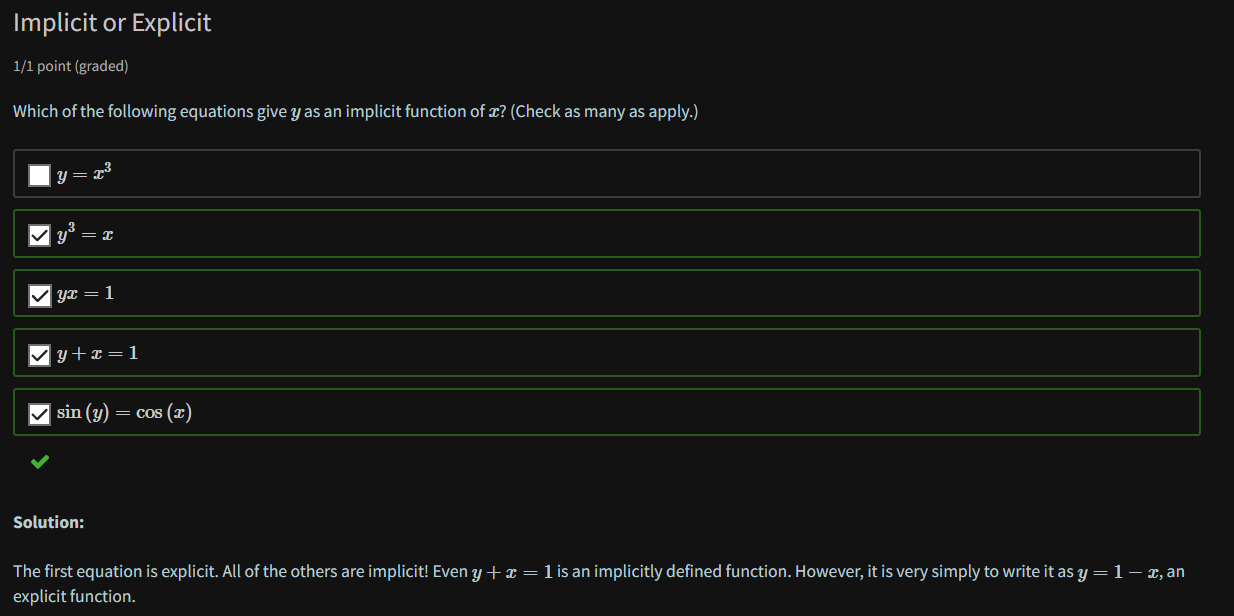 Implicit or Explicit
1/1 point (graded)
Which of the following equations give y as an implicit function of x? (Check as many as apply.)
y = x³
y³ = x
yx = 1
y + x = 1
sin (y) = cos (x)
Solution:
The first equation is explicit. All of the others are implicit! Even y + x = 1 is an implicitly defined function. However, it is very simply to write it as y = 1 − x, an
explicit function.